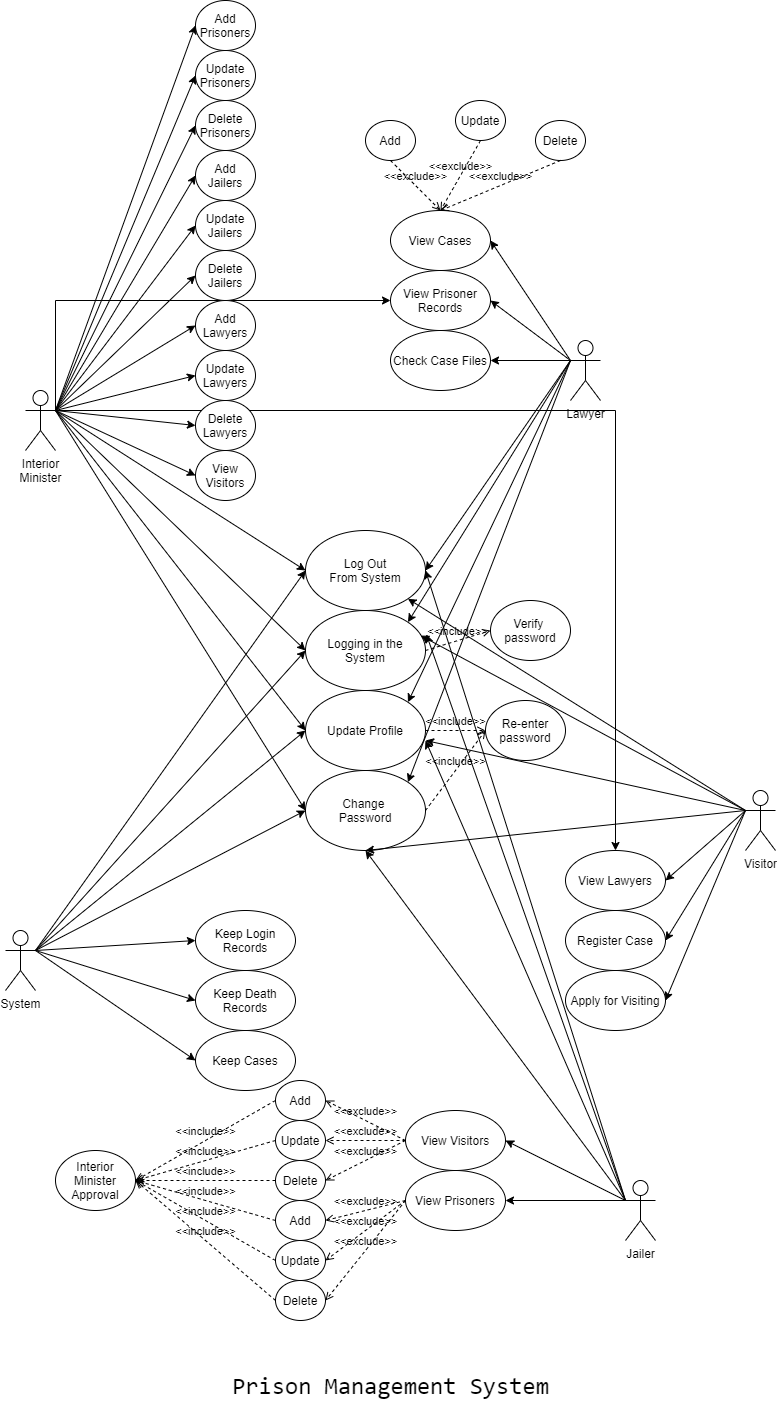 Add
Prisoners
Update
Prisoners
Delete
Prisoners
Add
Jailers
Update
Jailers
Delete
Jailers
Add
Lawyers
Update
Lawyers
Delete
Lawyers
View
Visitors
Interior
Minister
Add
Update
Delete
<<exclude>>
<<exclude>>
<<exclude>>
View Cases
View Prisoner
Records
Check Case Files
Lawyer
Log Out
From System
Logging in the
System
<<include>>
Verify
password
Update Profile
<<include>>
Re-enter
password
<<include>>
Change
Password
Visitor
View Lawyers
Register Case
Apply for Visiting
System
Keep Login
Records
Keep Death
Records
Keep Cases
Add
Update
Delete
Add
Update
Delete
<<exclude>>
<<exclude>>
<<exclude>>
<<exclude>>
<<exclude>>
<<exclude>>
<<include>>
<<include>>
<<include>>
<<include>>
<<include>>
<<include>>
Interior
Minister
Approval
View Visitors
View Prisoners
Jailer
Prison Management System